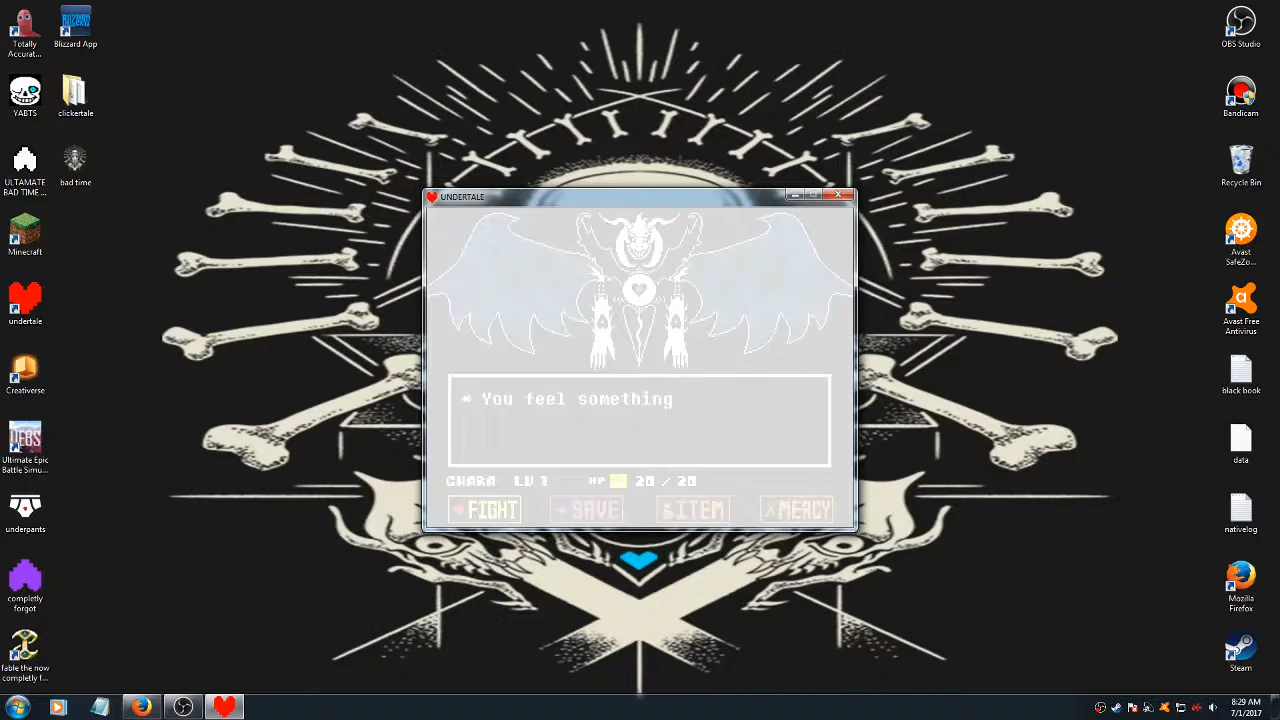 Totally
Accurat...
Blizzard App
YABTS
clickertale
ULTAMATE
BAD TIME ...
bad time
Minecraft
undertale
Creativerse
UEBS
Ultimate Epic
Battle Simu...
underpants
completly
forgot
fable the now
completly f...
UNDERTALE
* You feel something
CHARA LV 1 HP 20 / 20
FIGHT SAVE ITEM MERCY
OBS Studio
Bandicam
Recycle Bin
Avast
SafeZo...
Avast Free
Antivirus
black book
data
nativelog
Mozilla
Firefox
Steam
8:29 AM
7/1/2017